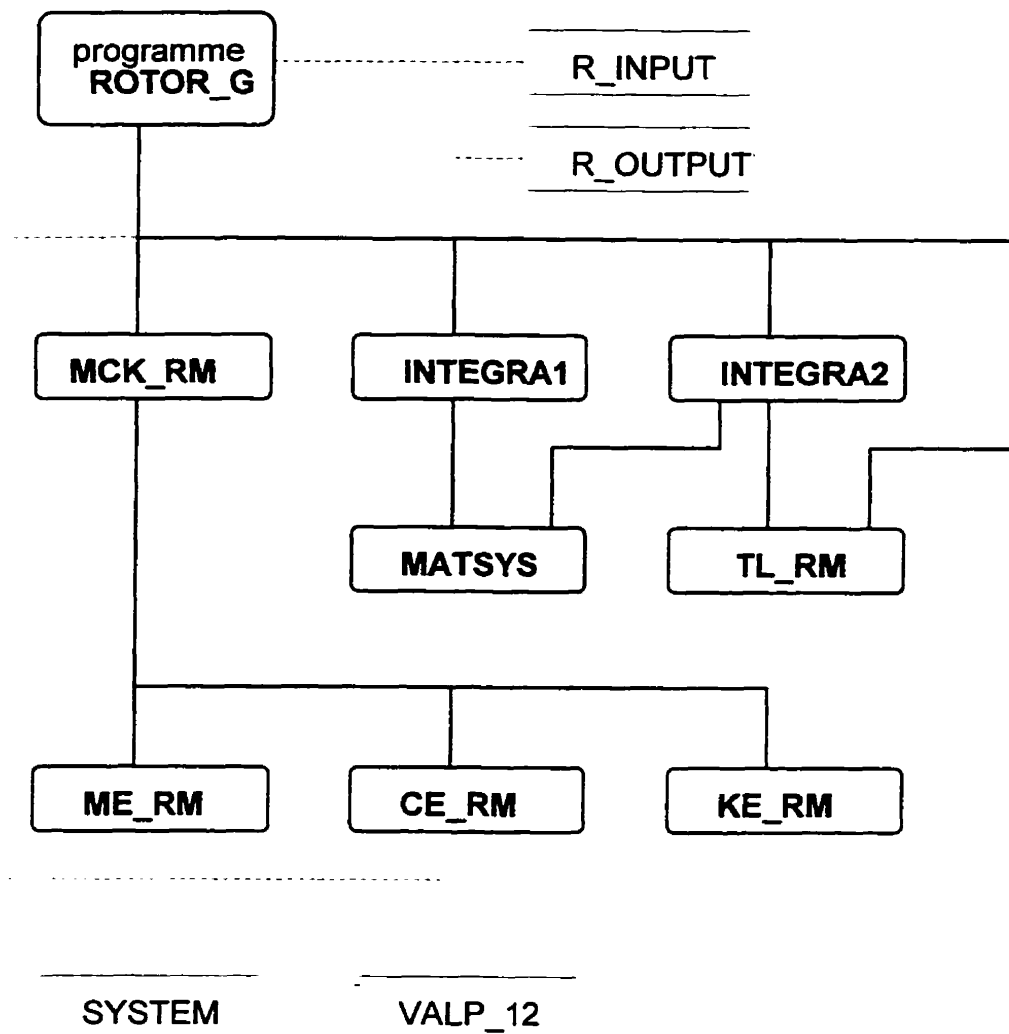 programme
ROTOR_G
R_INPUT
R_OUTPUT
MCK_RM
INTEGRA1
INTEGRA2
MATSYS
TL_RM
ME_RM
CE_RM
KE_RM
SYSTEM
VALP_12